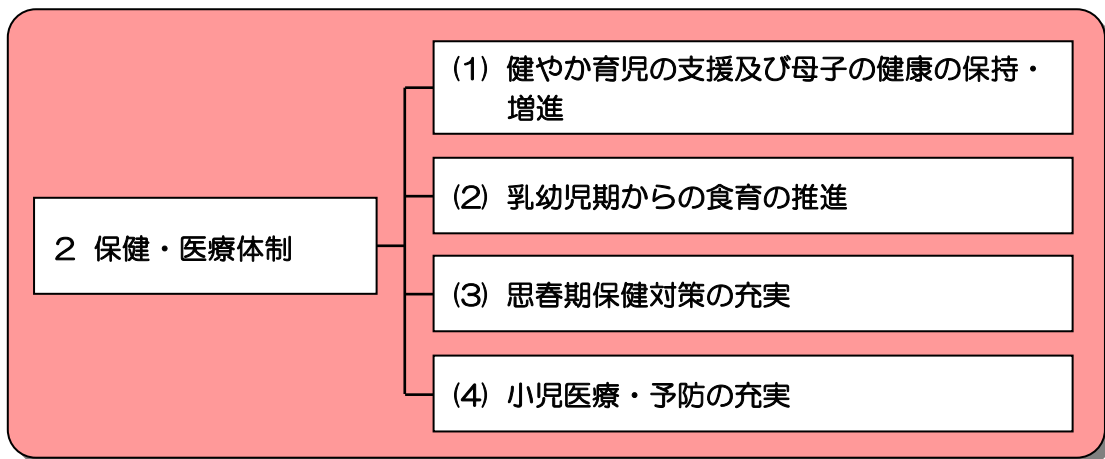 2 保健・医療体制
(1) 健やか育児の支援及び母子の健康の保持・
増進
(2) 乳幼児期からの食育の推進
(3) 思春期保健対策の充実
(4) 小児医療・予防の充実